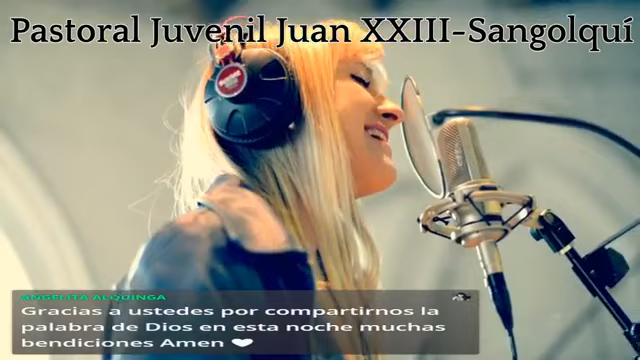 Pastoral Juvenil Juan XXIII-Sangolquí
ANGELITA ALQUINGA
Gracias a ustedes por compartirnos la
palabra de Dios en esta noche muchas
bendiciones Amen ❤